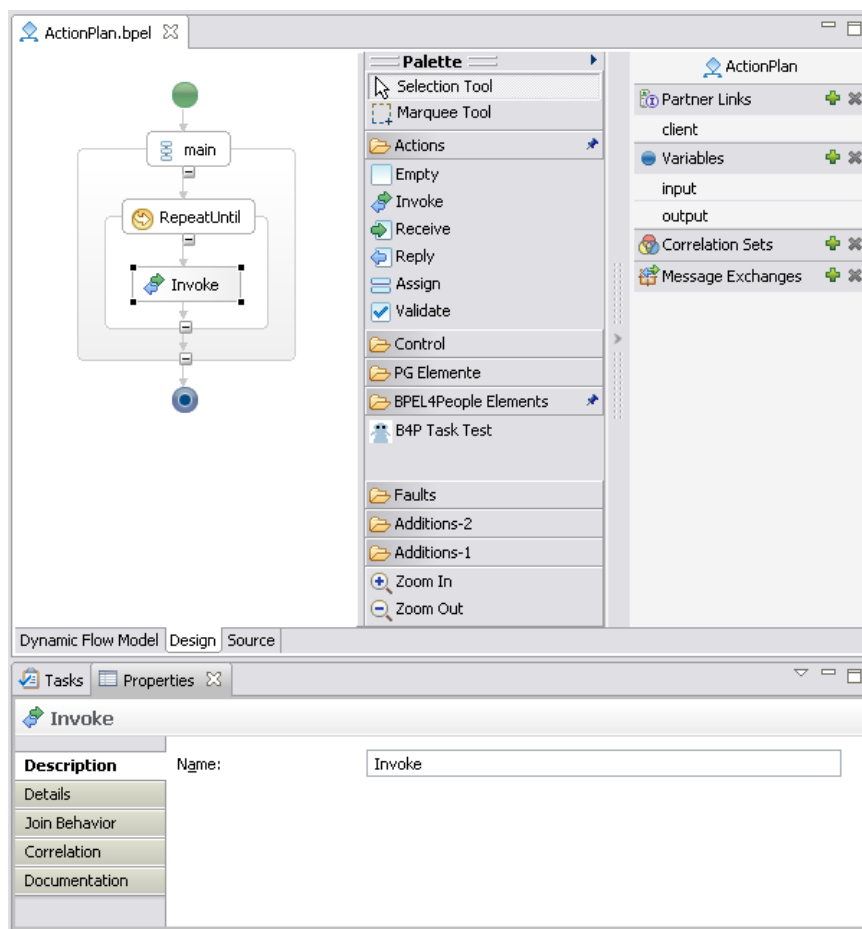 ActionPlan.bpel
main
RepeatUntil
Invoke
Palette
Selection Tool
Marquee Tool
Actions
Empty
Invoke
Receive
Reply
Assign
Validate
Control
PG Elemente
BPEL4People Elements
B4P Task Test
Faults
Additions-2
Additions-1
Zoom In
Zoom Out
ActionPlan
Partner Links
client
Variables
input
output
Correlation Sets
Message Exchanges
Dynamic Flow Model Design Source
Tasks Properties
Invoke
Description
Details
Join Behavior
Correlation
Documentation
Name: Invoke